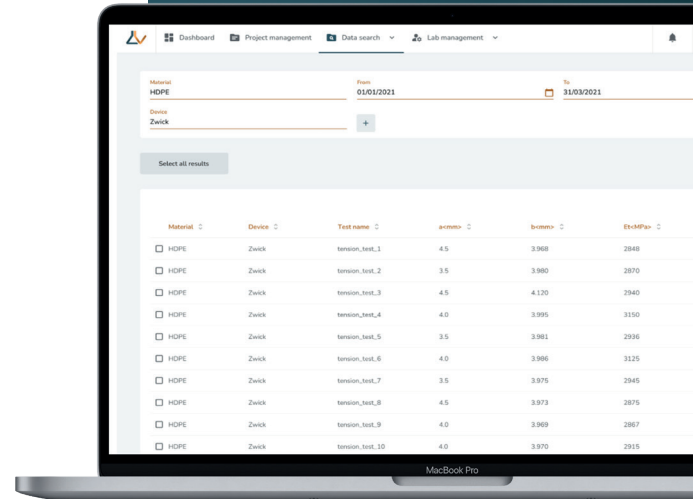 Dashboard Project management Data search Lab management
Material From To
HDPE 01/01/2021 31/03/2021
Device
Zwick +
Select all results
Material Device Test name a<mm> b<mm> Et<MPa>
HDPE Zwick tension_test_1 4.5 3.968 2848
HDPE Zwick tension_test_2 3.5 3.980 2870
HDPE Zwick tension_test_3 4.5 4.120 2940
HDPE Zwick tension_test_4 4.0 3.995 3150
HDPE Zwick tension_test_5 3.5 3.981 2936
HDPE Zwick tension_test_6 4.0 3.986 3125
HDPE Zwick tension_test_7 3.5 3.975 2945
HDPE Zwick tension_test_8 4.5 3.973 2875
HDPE Zwick tension_test_9 4.0 3.969 2867
HDPE Zwick tension_test_10 4.0 3.970 2915
MacBook Pro